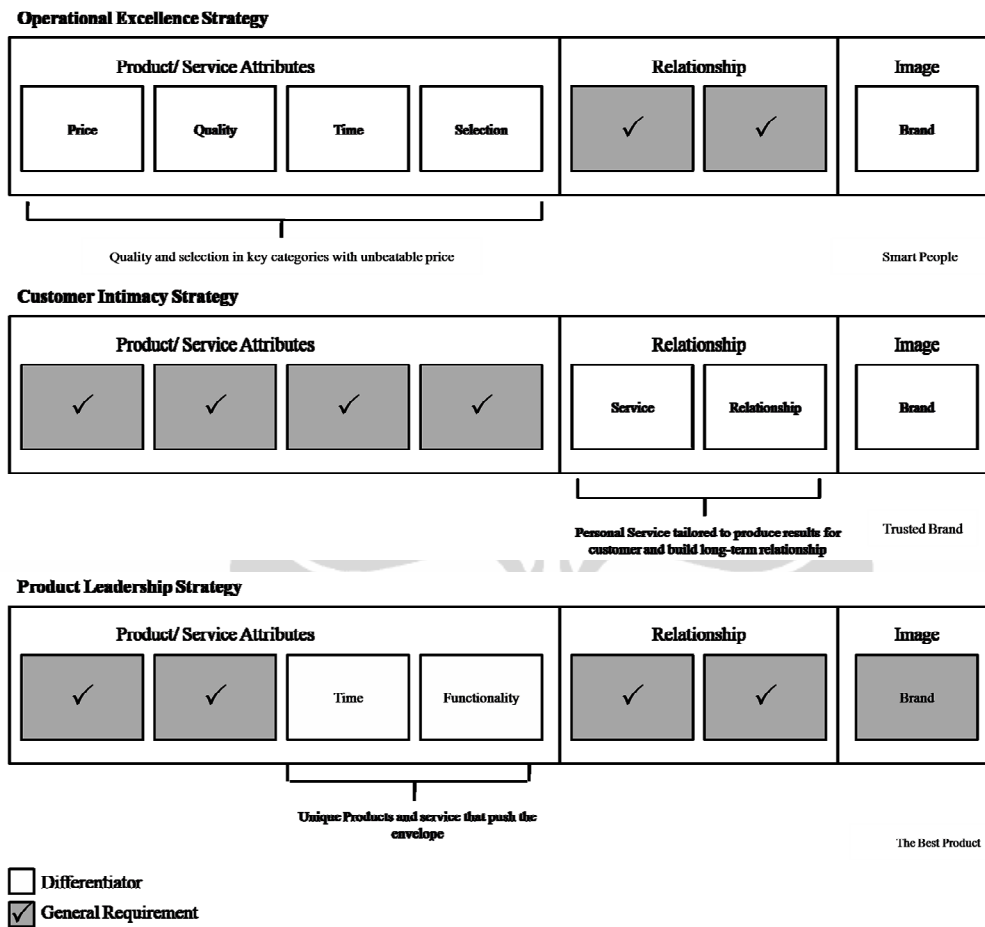 Operational Excellence Strategy
Product/ Service Attributes
Relationship
Image
Price
Quality
Time
Selection
✓
✓
Brand
Quality and selection in key categories with unbeatable price
Smart People
Customer Intimacy Strategy
Product/ Service Attributes
Relationship
Image
✓
✓
✓
✓
Service
Relationship
Brand
Personal Service tailored to produce results for
customer and build long-term relationship
Trusted Brand
Product Leadership Strategy
Product/ Service Attributes
Relationship
Image
✓
✓
Time
Functionality
✓
✓
Brand
Unique Products and service that push the
envelope
The Best Product
Differentiator
✓ General Requirement